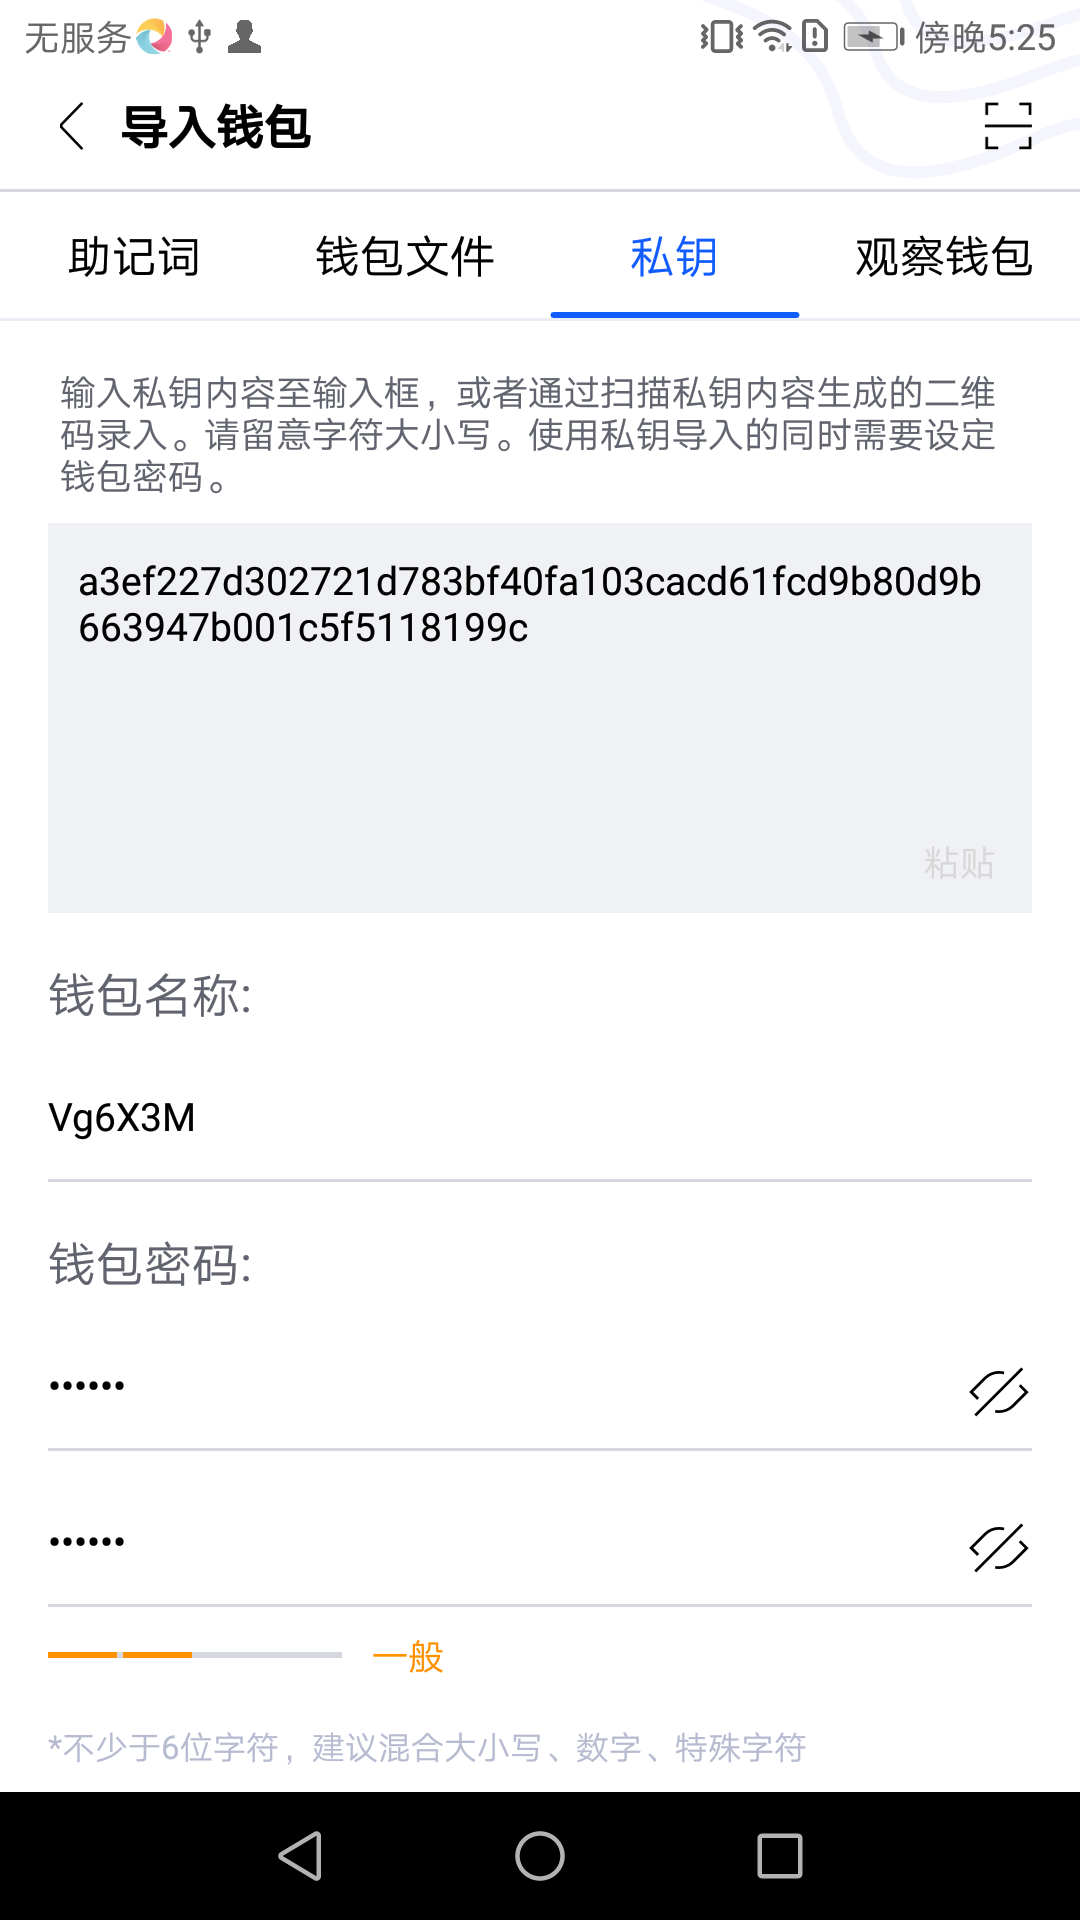 无服务 傍晚5:25
导入钱包
助记词 钱包文件 私钥 观察钱包
输入私钥内容至输入框，或者通过扫描私钥内容生成的二维
码录入。请留意字符大小写。使用私钥导入的同时需要设定
钱包密码。
a3ef227d302721d783bf40fa103cacd61fcd9b80d9b
663947b001c5f5118199c
粘贴
钱包名称:
Vg6X3M
钱包密码:
••••••
••••••
一般
*不少于6位字符，建议混合大小写、数字、特殊字符